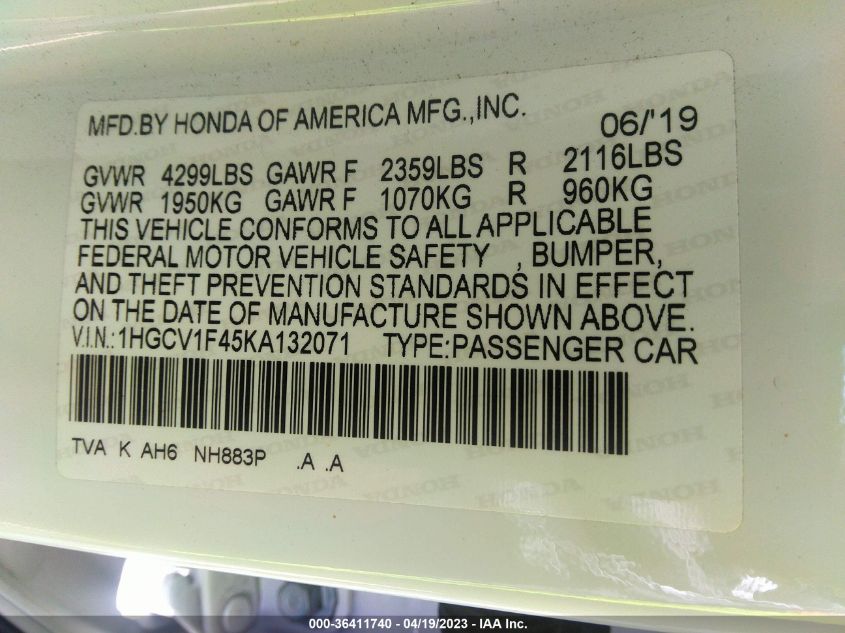 MFD.BY HONDA OF AMERICA MFG.,INC. 06/'19
GVWR 4299LBS GAWR F 2359LBS R 2116LBS
GVWR 1950KG GAWR F 1070KG R 960KG
THIS VEHICLE CONFORMS TO ALL APPLICABLE
FEDERAL MOTOR VEHICLE SAFETY , BUMPER,
AND THEFT PREVENTION STANDARDS IN EFFECT
ON THE DATE OF MANUFACTURE SHOWN ABOVE.
V.I.N.:1HGCV1F45KA132071 TYPE:PASSENGER CAR
TVA K AH6 NH883P .A .A
HONDA HONDA
000-36411740 - 04/19/2023 - IAA Inc.